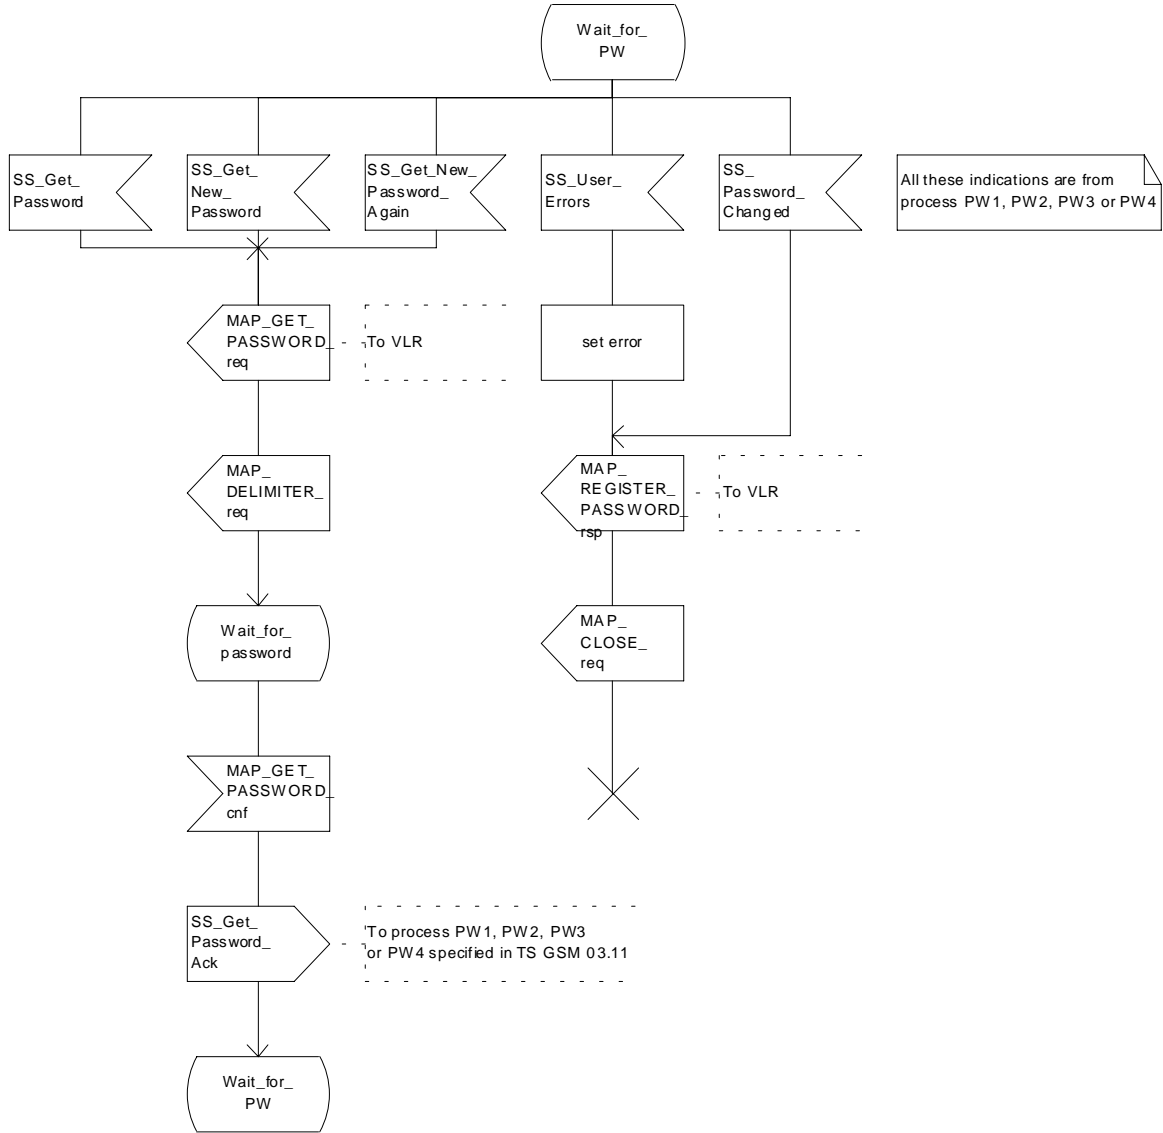 Wait_for_
PW
SS_Get_
Password
SS_Get_
New_
Password
SS_Get_New_
Password_
Again
SS_User_
Errors
SS_
Password_
Changed
All these indications are from
process PW1, PW2, PW3 or PW4
MAP_GET_
PASSWORD_
req
To VLR
set error
MAP_
DELIMITER_
req
MAP_
REGISTER_
PASSWORD_
rsp
To VLR
Wait_for_
password
MAP_
CLOSE_
req
MAP_GET_
PASSWORD_
cnf
SS_Get_
Password_
Ack
To process PW1, PW2, PW3
or PW4 specified in TS GSM 03.11
Wait_for_
PW